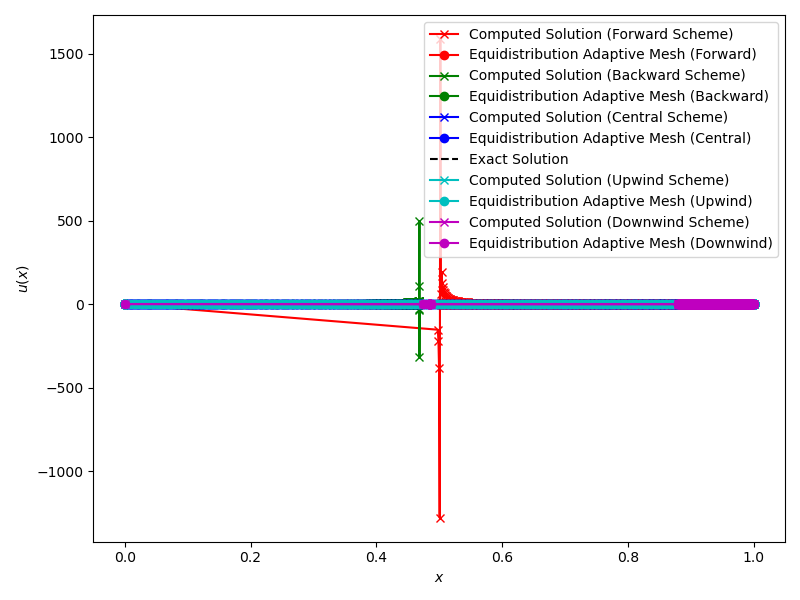 Computed Solution (Forward Scheme)
Equidistribution Adaptive Mesh (Forward)
Computed Solution (Backward Scheme)
Equidistribution Adaptive Mesh (Backward)
Computed Solution (Central Scheme)
Equidistribution Adaptive Mesh (Central)
Exact Solution
Computed Solution (Upwind Scheme)
Equidistribution Adaptive Mesh (Upwind)
Computed Solution (Downwind Scheme)
Equidistribution Adaptive Mesh (Downwind)
1500
1000
500
0
−500
−1000
u(x)
0.0 0.2 0.4 0.6 0.8 1.0
x